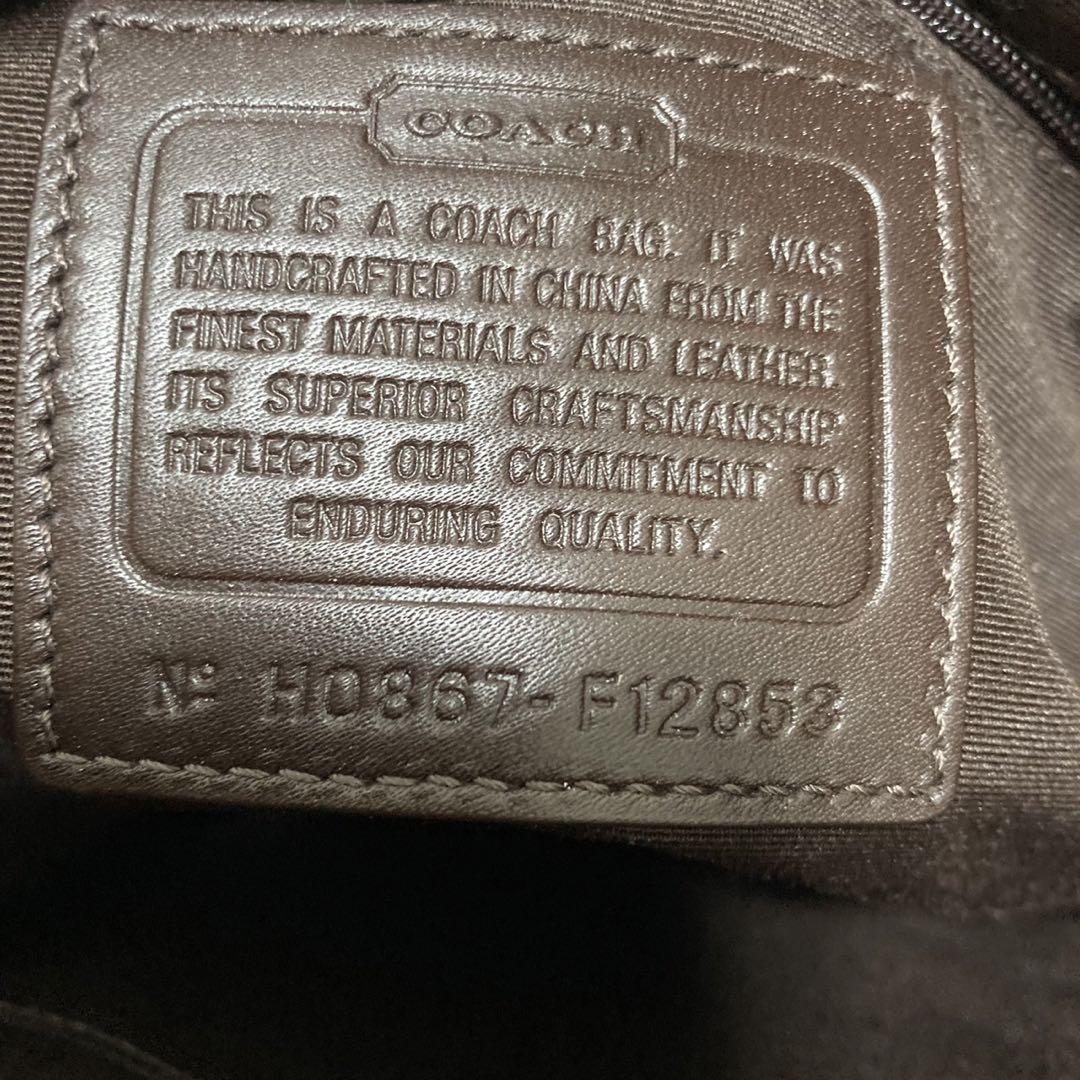 COACH
THIS IS A COACH BAG. IT WAS
HANDCRAFTED IN CHINA FROM THE
FINEST MATERIALS AND LEATHER.
ITS SUPERIOR CRAFTSMANSHIP
REFLECTS OUR COMMITMENT TO
ENDURING QUALITY.
Nº H0867-F12853